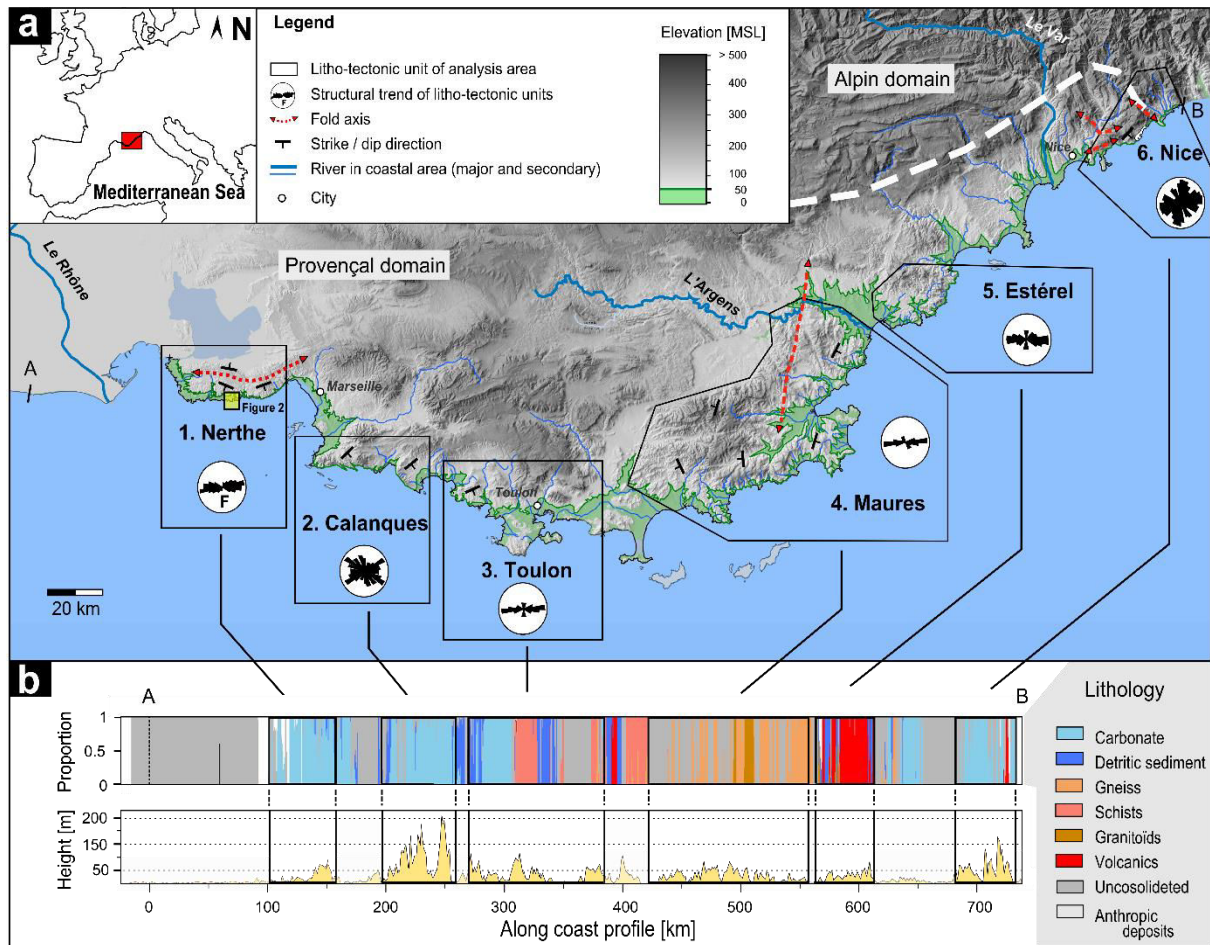 a
N
Mediterranean Sea
Legend
Litho-tectonic unit of analysis area
F
Structural trend of litho-tectonic units
Fold axis
Strike / dip direction
River in coastal area (major and secondary)
City
Elevation [MSL]
> 500
400
300
200
100
50
0
Alpin domain
Le Var
B
Nice
6. Nice
Le Rhône
Provençal domain
L'Argens
5. Estérel
A
Marseille
Figure 2
1. Nerthe
F
2. Calanques
Toulon
3. Toulon
4. Maures
20 km
b
A
B
Proportion
1
0.5
0
Height [m]
200
150
50
0
100
200
300
400
500
600
700
Along coast profile [km]
Lithology
Carbonate
Detritic sediment
Gneiss
Schists
Granitoïds
Volcanics
Uncosolideted
Anthropic
deposits